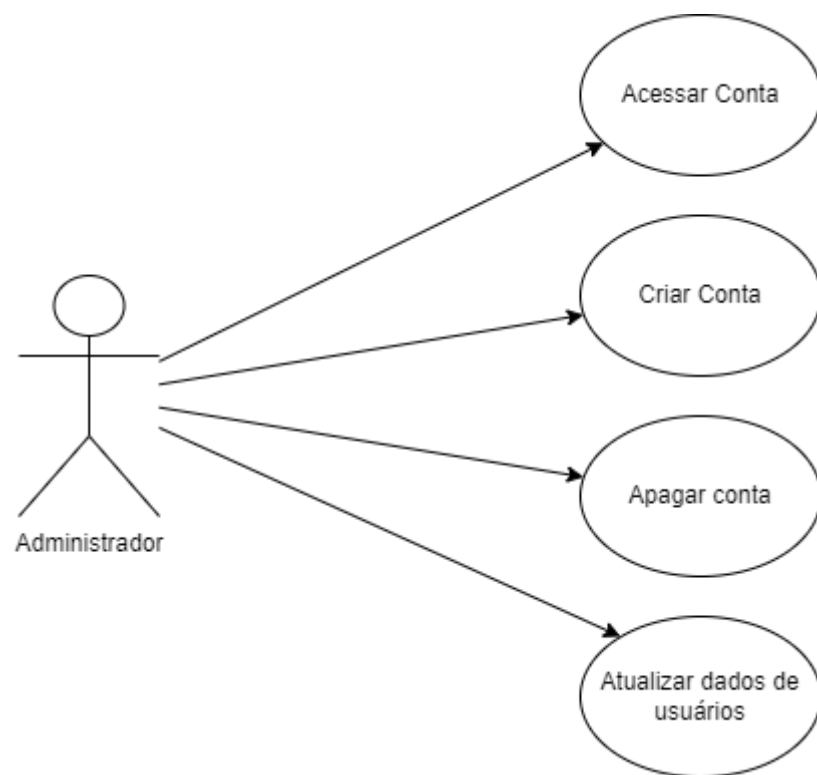 Acessar Conta
Criar Conta
Apagar conta
Administrador
Atualizar dados de
usuários